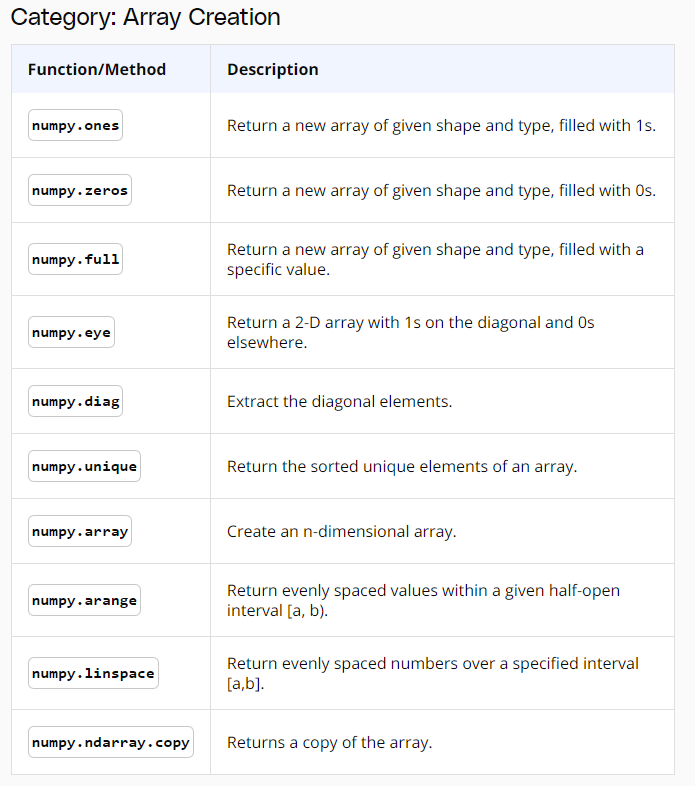 Category: Array Creation
Function/Method Description
numpy.ones Return a new array of given shape and type, filled with 1s.
numpy.zeros Return a new array of given shape and type, filled with 0s.
numpy.full Return a new array of given shape and type, filled with a
specific value.
numpy.eye Return a 2-D array with 1s on the diagonal and 0s
elsewhere.
numpy.diag Extract the diagonal elements.
numpy.unique Return the sorted unique elements of an array.
numpy.array Create an n-dimensional array.
numpy.arange Return evenly spaced values within a given half-open
interval [a, b).
numpy.linspace Return evenly spaced numbers over a specified interval
[a,b].
numpy.ndarray.copy Returns a copy of the array.